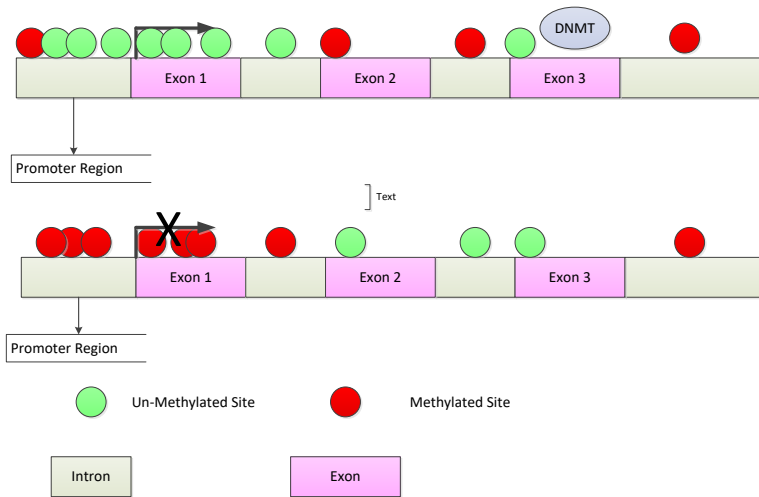 DNMT
Exon 1
Exon 2
Exon 3
Promoter Region
Text
X
Exon 1
Exon 2
Exon 3
Promoter Region
Un-Methylated Site
Methylated Site
Intron
Exon